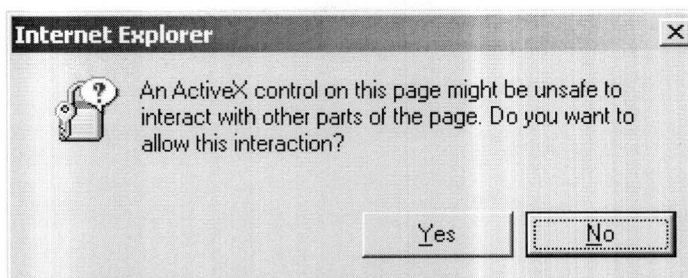 Internet Explorer
An ActiveX control on this page might be unsafe to
interact with other parts of the page. Do you want to
allow this interaction?
Yes
No